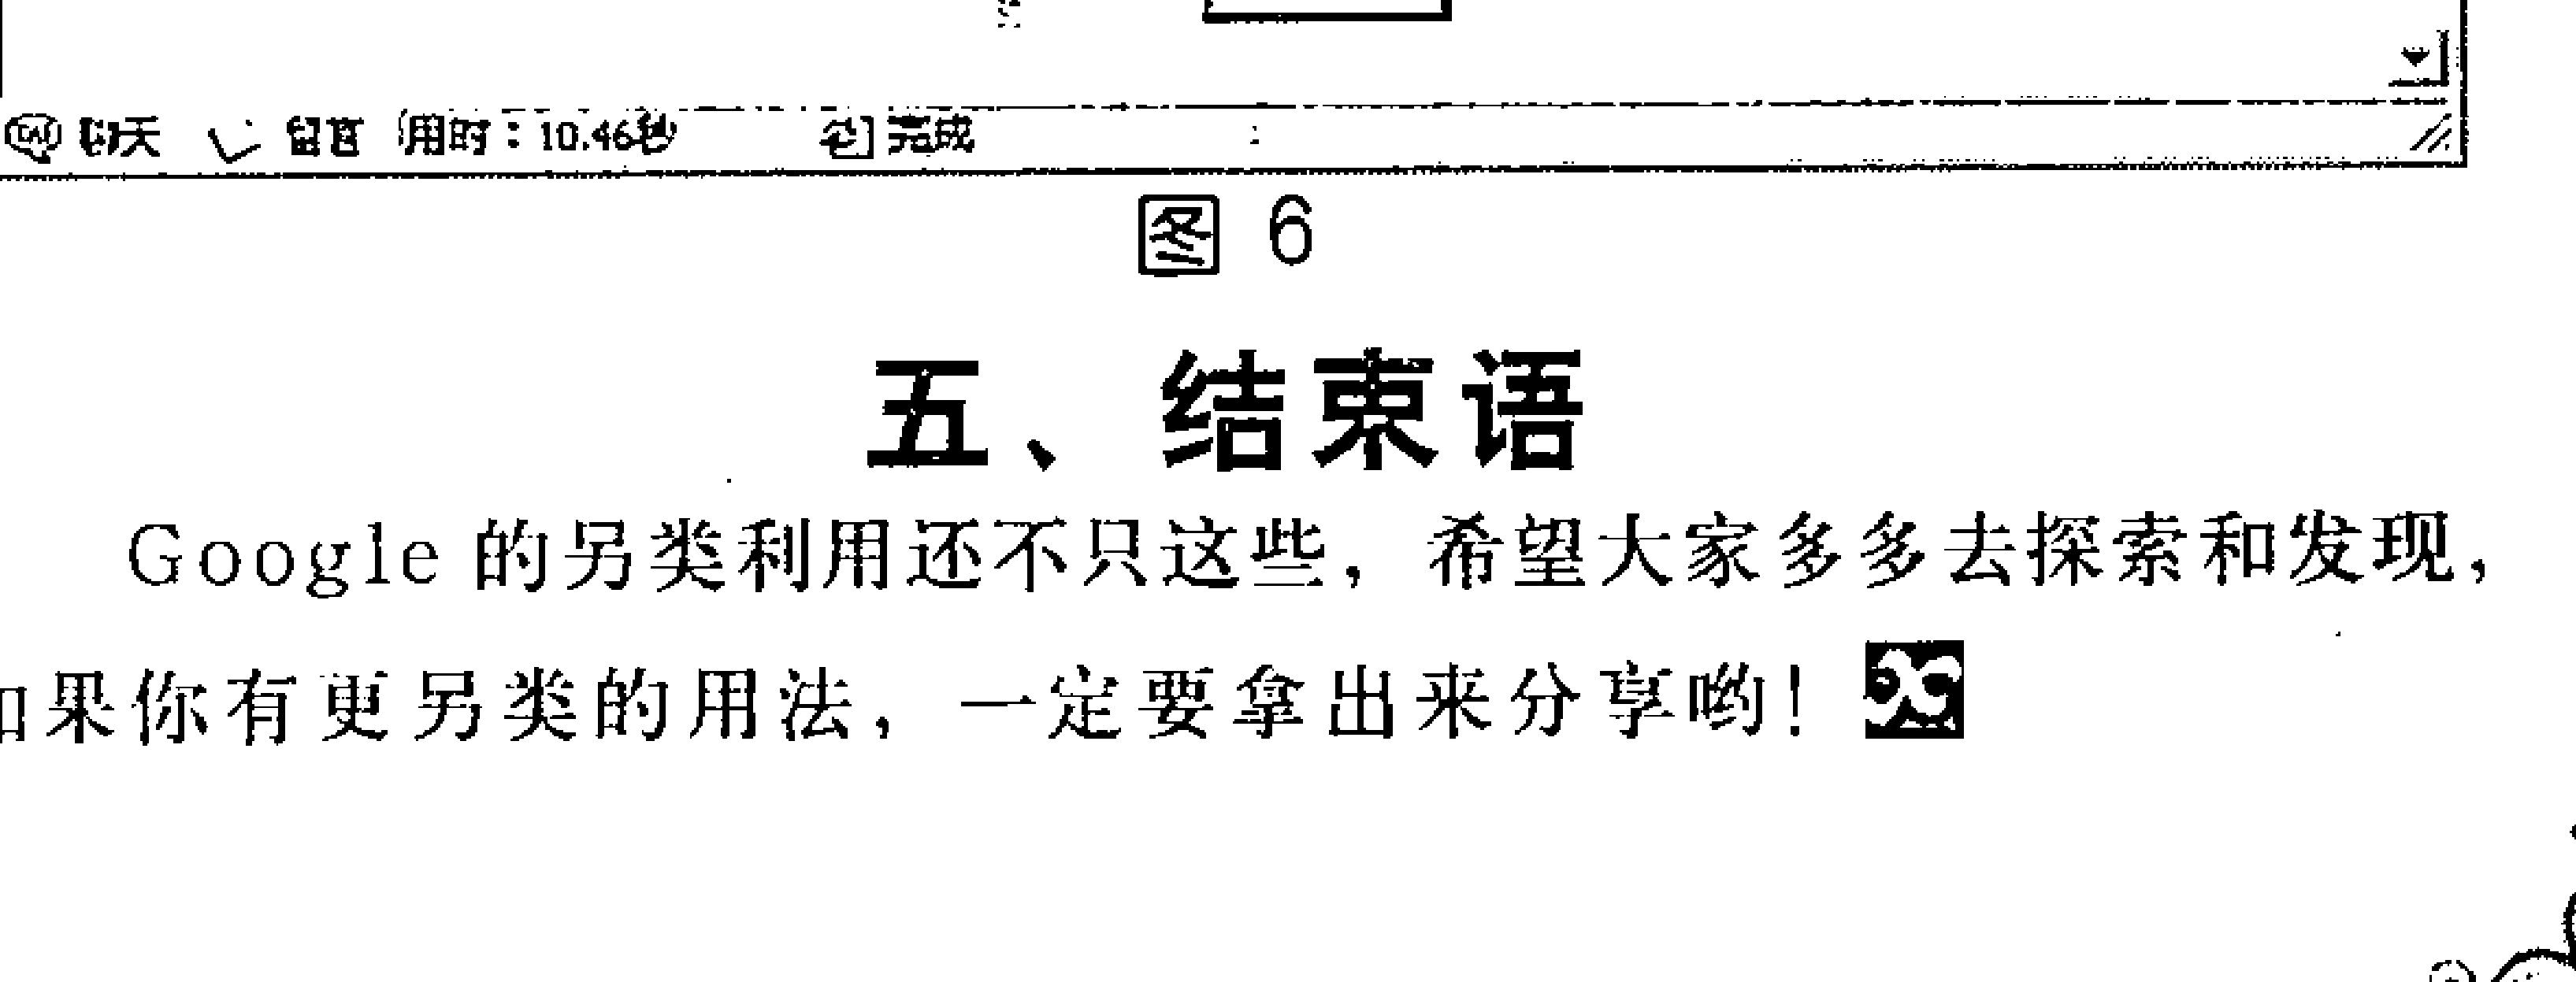 聊天 留言 用时：10.46秒 完成
图 6
五、结束语
Google 的另类利用还不只这些，希望大家多多去探索和发现，
如果你有更另类的用法，一定要拿出来分享哟！